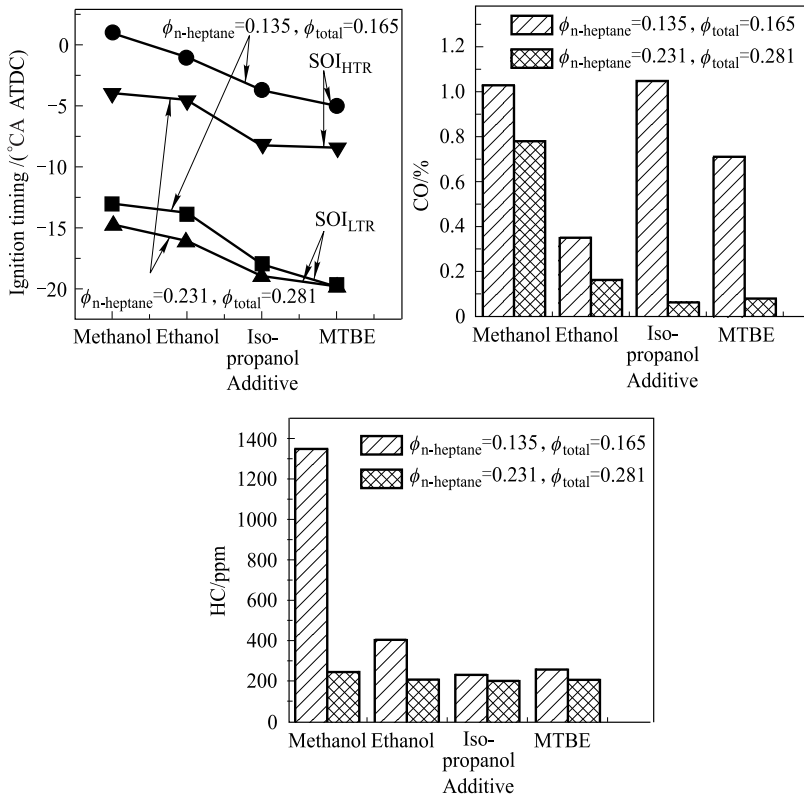 Ignition timing /(°CA ATDC)
0
−5
−10
−15
−20
ϕn-heptane=0.135, ϕtotal=0.165
SOIHTR
SOILTR
ϕn-heptane=0.231, ϕtotal=0.281
Methanol Ethanol Iso- MTBE
propanol
Additive
CO/%
1.2
1.0
0.8
0.6
0.4
0.2
0
ϕn-heptane=0.135, ϕtotal=0.165
ϕn-heptane=0.231, ϕtotal=0.281
Methanol Ethanol Iso- MTBE
propanol
Additive
HC/ppm
1400
1200
1000
800
600
400
200
0
ϕn-heptane=0.135, ϕtotal=0.165
ϕn-heptane=0.231, ϕtotal=0.281
Methanol Ethanol Iso- MTBE
propanol
Additive